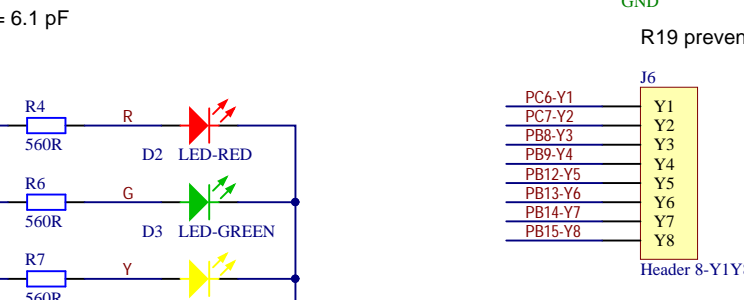 = 6.1 pF
GND
R19 preven
J6
R4
R
560R
D2 LED-RED
R6
G
560R
D3 LED-GREEN
R7
Y
560R
PC6-Y1 Y1
PC7-Y2 Y2
PB8-Y3 Y3
PB9-Y4 Y4
PB12-Y5 Y5
PB13-Y6 Y6
PB14-Y7 Y7
PB15-Y8 Y8
Header 8-Y1Y8